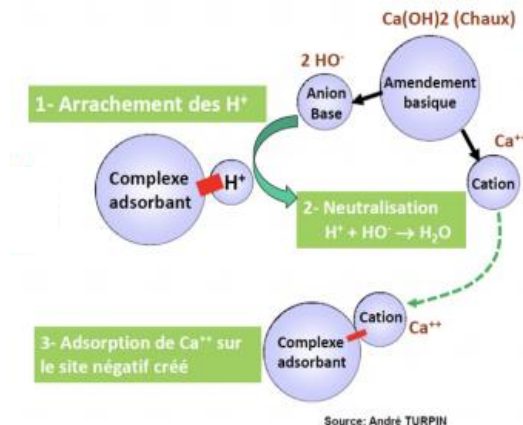 Ca(OH)2 (Chaux)
2 HO⁻
Anion
Base
Amendement
basique
1- Arrachement des H⁺
Ca⁺⁺
Complexe
adsorbant
H⁺
Cation
2- Neutralisation
H⁺ + HO⁻ → H₂O
3- Adsorption de Ca⁺⁺ sur
le site négatif créé
Complexe
adsorbant
Cation
Ca⁺⁺
Source: André TURPIN